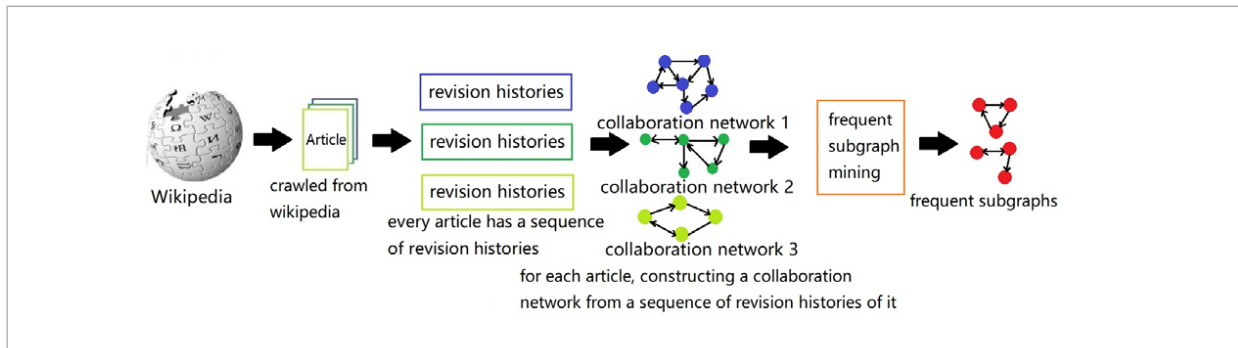 Wikipedia
Article
crawled from
wikipedia
revision histories
revision histories
revision histories
every article has a sequence
of revision histories
collaboration network 1
collaboration network 2
collaboration network 3
for each article, constructing a collaboration
network from a sequence of revision histories of it
frequent
subgraph
mining
frequent subgraphs